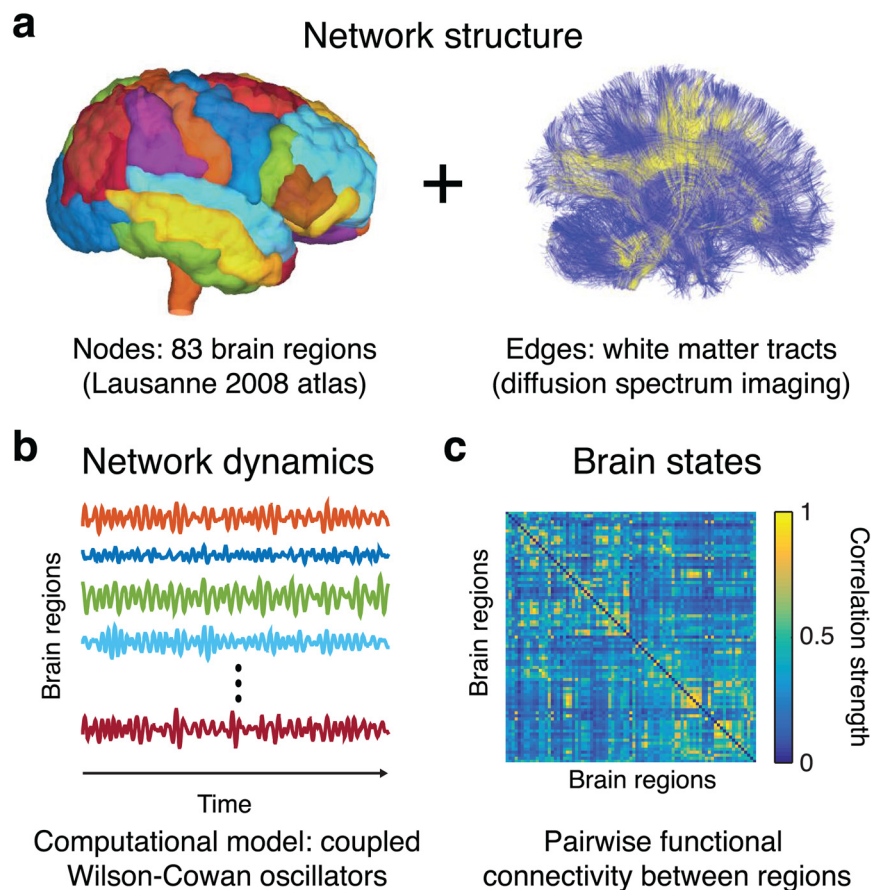 a
Network structure
+
Nodes: 83 brain regions
(Lausanne 2008 atlas)
Edges: white matter tracts
(diffusion spectrum imaging)
b
Network dynamics
Brain regions
Time
Computational model: coupled
Wilson-Cowan oscillators
c
Brain states
Brain regions
Brain regions
1
0.5
0
Correlation strength
Pairwise functional
connectivity between regions